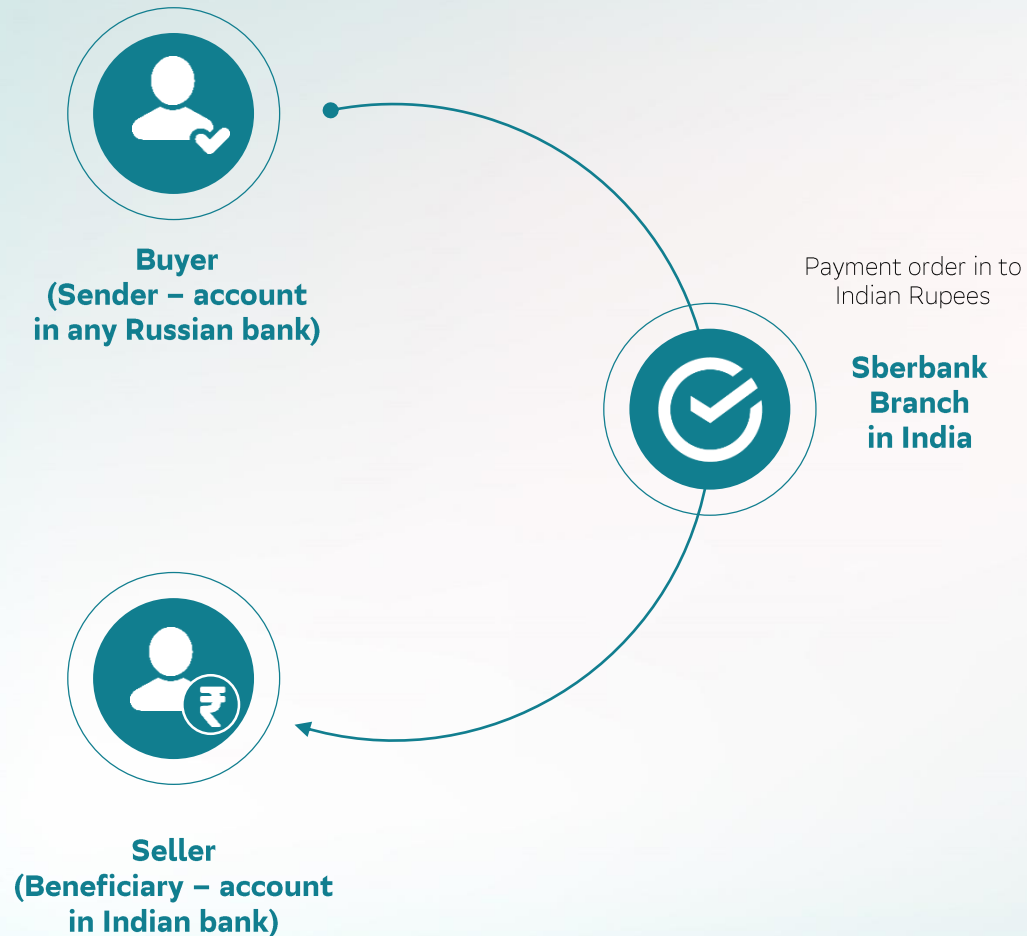 Buyer
(Sender – account
in any Russian bank)
Payment order in to
Indian Rupees
Sberbank
Branch
in India
₹
Seller
(Beneficiary – account
in Indian bank)